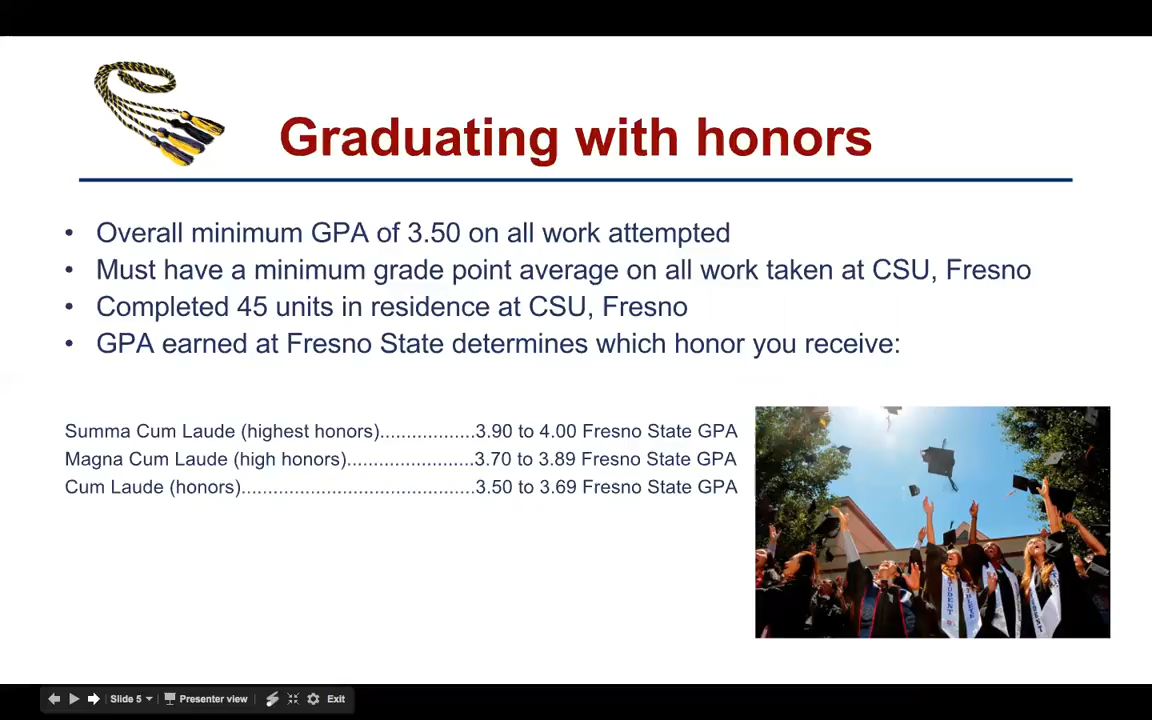 Graduating with honors
• Overall minimum GPA of 3.50 on all work attempted
• Must have a minimum grade point average on all work taken at CSU, Fresno
• Completed 45 units in residence at CSU, Fresno
• GPA earned at Fresno State determines which honor you receive:
Summa Cum Laude (highest honors)..................3.90 to 4.00 Fresno State GPA
Magna Cum Laude (high honors)........................3.70 to 3.89 Fresno State GPA
Cum Laude (honors)............................................3.50 to 3.69 Fresno State GPA
STUDENT
Slide 5
Presenter view
Exit